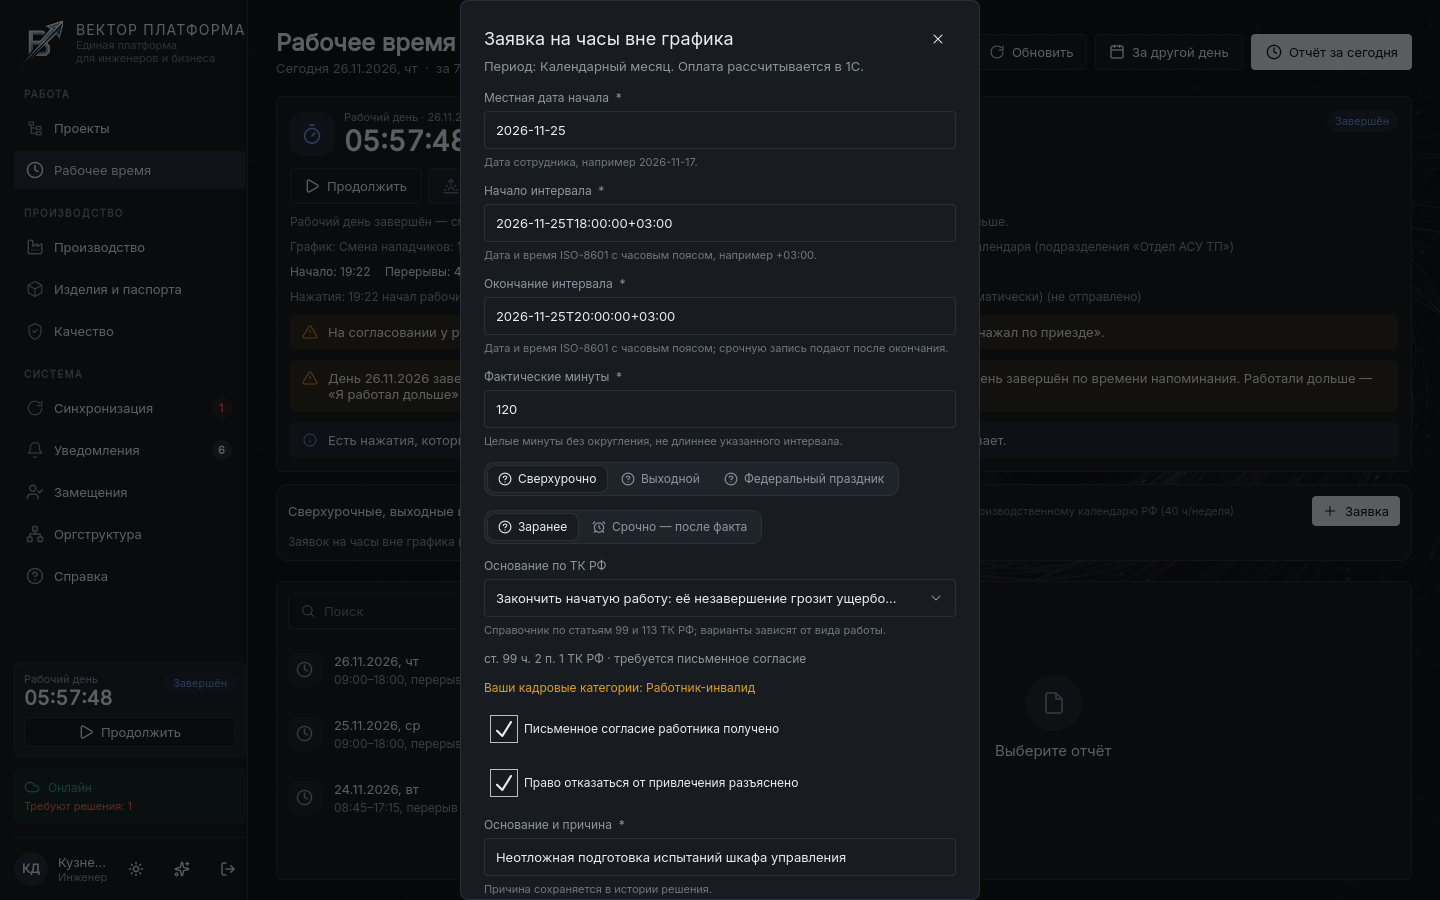 ВЕКТОР ПЛАТФОРМА
Единая платформа
для инженеров и бизнеса
РАБОТА
Проекты
Рабочее время
ПРОИЗВОДСТВО
Производство
Изделия и паспорта
Качество
СИСТЕМА
Синхронизация 1
Уведомления 6
Замещения
Оргструктура
Справка
Рабочий день
Завершён
05:57:48
Продолжить
Онлайн
Требуют решения: 1
КД
Кузне...
Инженер
Рабочее время
Сегодня 26.11.2026, чт · за 7
Обновить
За другой день
Отчёт за сегодня
Рабочий день · 26.11.2
05:57:48
Завершён
Продолжить
Рабочий день завершён —
ьше.
График: Смена наладчиков:
лендаря (подразделения «Отдел АСУ ТП»)
Начало: 19:22 Перерывы: 4
Нажатия: 19:22 начал рабочи
матически) (не отправлено)
На согласовании у
нажал по приезде».
День 26.11.2026 заве
ень завершён по времени напоминания. Работали дольше —
«Я работал дольше»
Есть нажатия, котор
вает.
Сверхурочные, выходные
оизводственному календарю РФ (40 ч/неделя)
Заявка
Заявок на часы вне графика
Поиск
26.11.2026, чт
09:00–18:00, перерыв
25.11.2026, ср
09:00–18:00, перерыв
24.11.2026, вт
08:45–17:15, перерыв
Выберите отчёт
Заявка на часы вне графика
Период: Календарный месяц. Оплата рассчитывается в 1С.
Местная дата начала *
2026-11-25
Дата сотрудника, например 2026-11-17.
Начало интервала *
2026-11-25T18:00:00+03:00
Дата и время ISO-8601 с часовым поясом, например +03:00.
Окончание интервала *
2026-11-25T20:00:00+03:00
Дата и время ISO-8601 с часовым поясом; срочную запись подают после окончания.
Фактические минуты *
120
Целые минуты без округления, не длиннее указанного интервала.
Сверхурочно
Выходной
Федеральный праздник
Заранее
Срочно — после факта
Основание по ТК РФ
Закончить начатую работу: её незавершение грозит ущербо...
Справочник по статьям 99 и 113 ТК РФ; варианты зависят от вида работы.
ст. 99 ч. 2 п. 1 ТК РФ · требуется письменное согласие
Ваши кадровые категории: Работник-инвалид
Письменное согласие работника получено
Право отказаться от привлечения разъяснено
Основание и причина *
Неотложная подготовка испытаний шкафа управления
Причина сохраняется в истории решения.